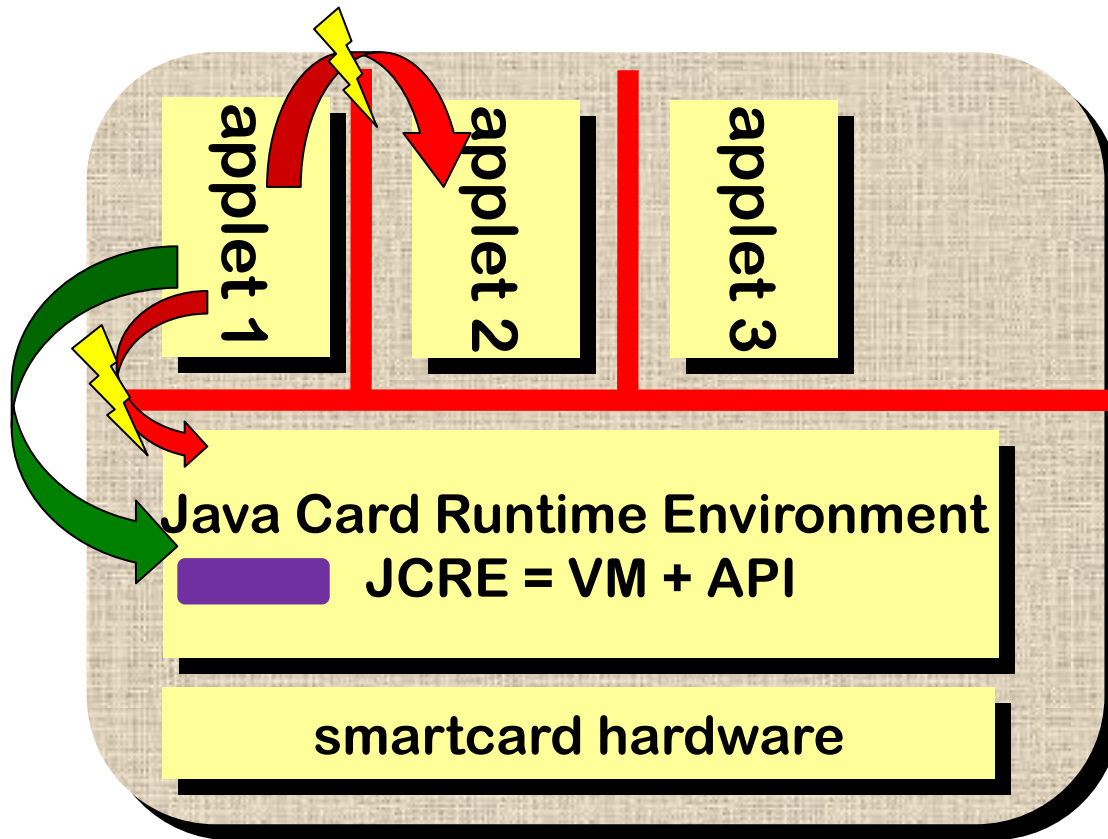 applet 1
applet 2
applet 3
Java Card Runtime Environment
JCRE = VM + API
smartcard hardware